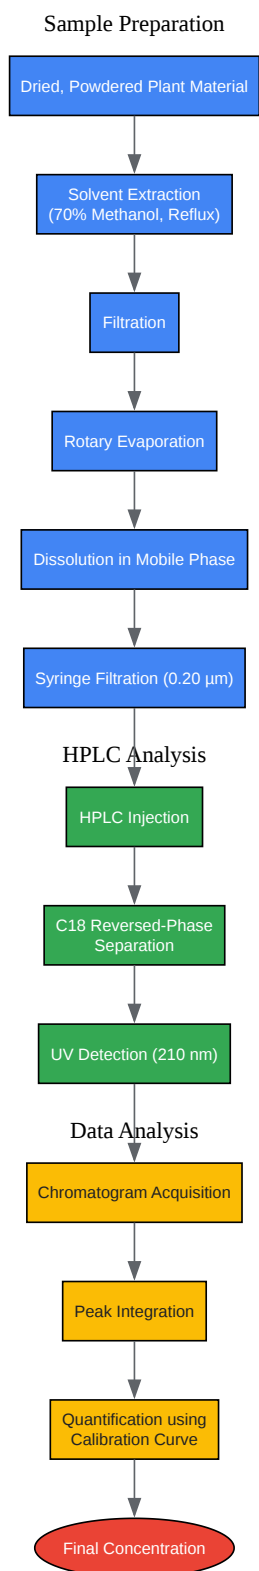 Sample Preparation
Dried, Powdered Plant Material
Solvent Extraction
(70% Methanol, Reflux)
Filtration
Rotary Evaporation
Dissolution in Mobile Phase
Syringe Filtration (0.20 µm)
HPLC Analysis
HPLC Injection
C18 Reversed-Phase
Separation
UV Detection (210 nm)
Data Analysis
Chromatogram Acquisition
Peak Integration
Quantification using
Calibration Curve
Final Concentration